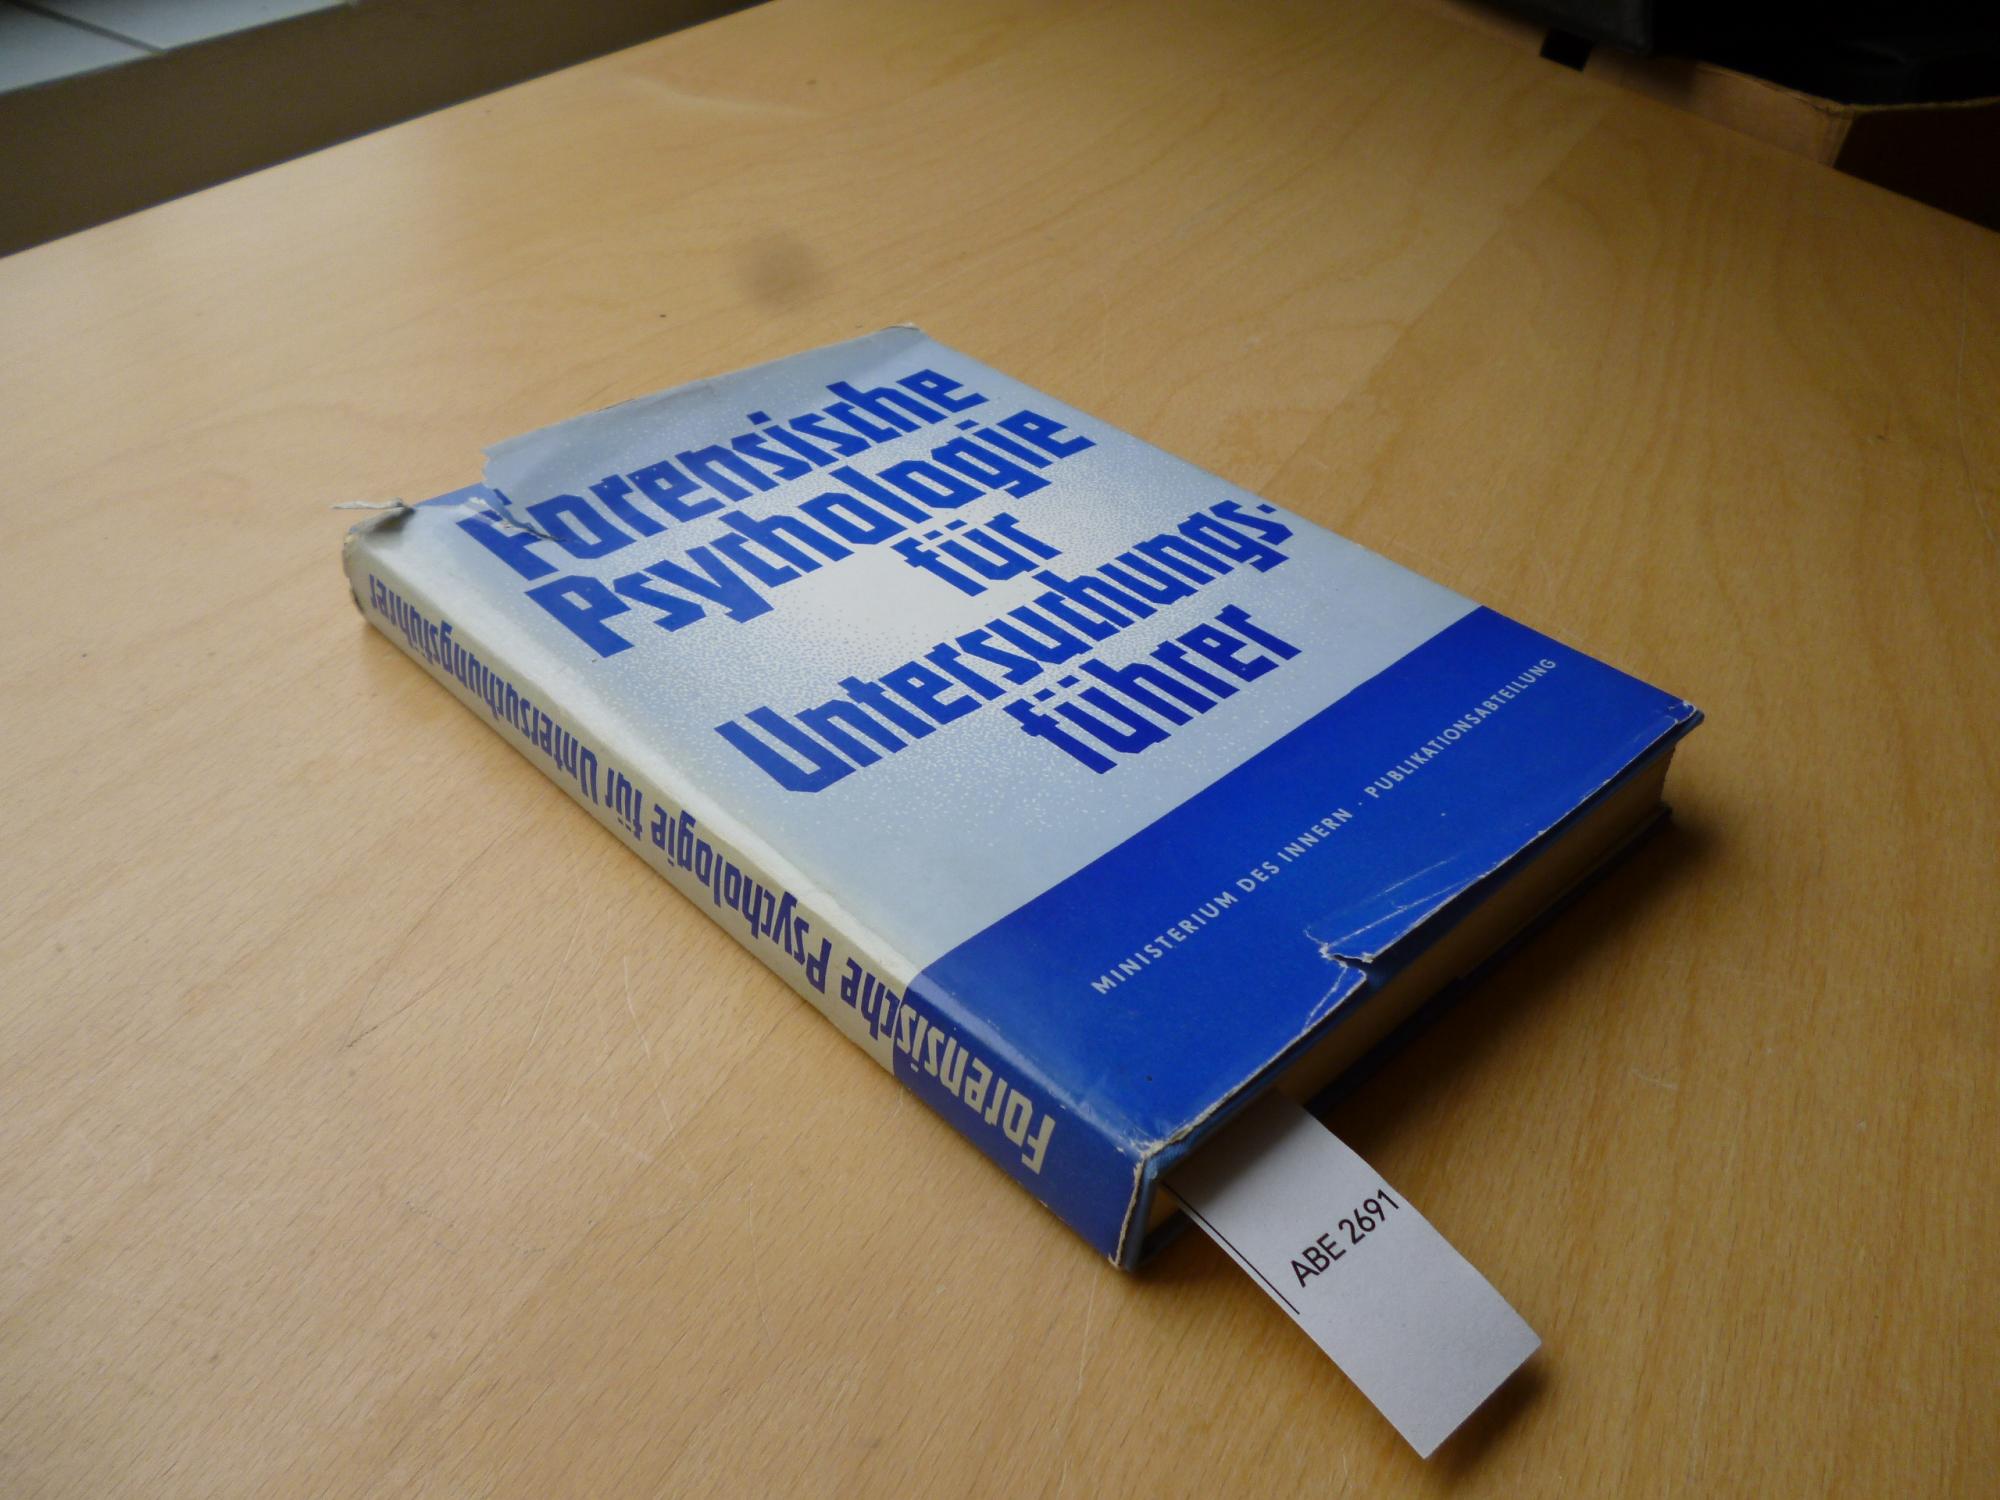 Forensische
Psychologie
für
Untersuchungs-
führer
MINISTERIUM DES INNERN · PUBLIKATIONSABTEILUNG
Forensische Psychologie für Untersuchungsführer
ABE 2691